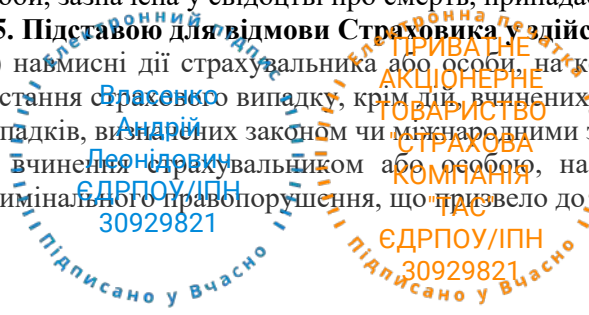 оби, зазначена у свідоцтві про смерть, припадає
5. Підставою для відмови Страховика у здійс
) навмисні дії страхувальника або особи, на к
стання страхового випадку, крім дій, вчинених
падків, визначених законом чи міжнародними з
вчинення страхувальником або особою, на
имінального правопорушення, що призвело до
Електронний підпис
Власенко
Андрій
Леонідович
ЄДРПОУ/ІПН
30929821
Підписано у Вчасно
Електронна печатка
ПРИВАТНЕ
АКЦІОНЕРНЕ
ТОВАРИСТВО
"СТРАХОВА
КОМПАНІЯ
"ТАС"
ЄДРПОУ/ІПН
30929821
Підписано у Вчасно